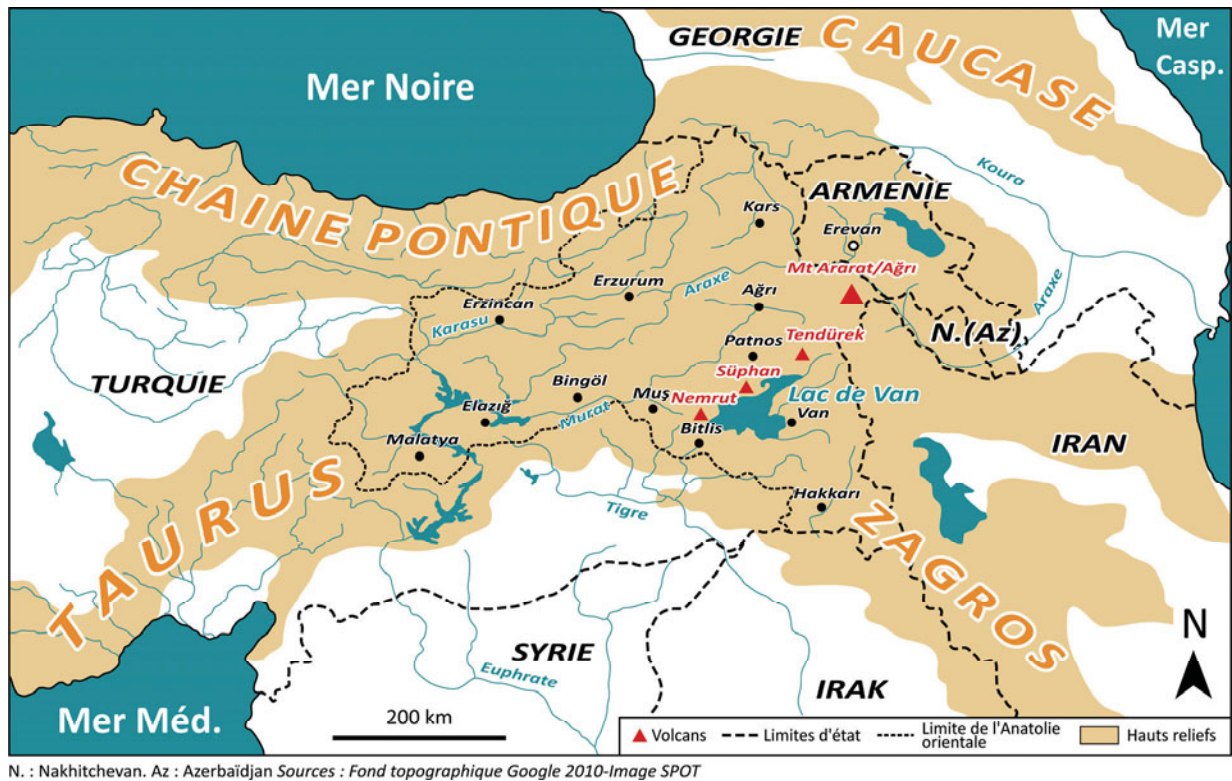 GEORGIE
CAUCASE
Mer
Casp.
Mer Noire
CHAINE PONTIQUE
Koura
ARMENIE
Kars
Erevan
Mt Ararat/Ağrı
Erzurum
Araxe
Ağrı
Araxe
Erzincan
Karasu
Tendürek
N.(Az)
Patnos
TURQUIE
Süphan
Bingöl
Muş
Nemrut
Lac de Van
Elazığ
Murat
Van
Bitlis
IRAN
Malatya
TAURUS
Hakkarı
Tigre
ZAGROS
SYRIE
Euphrate
IRAK
N
Mer Méd.
200 km
Volcans
Limites d'état
Limite de l'Anatolie
orientale
Hauts reliefs
N. : Nakhitchevan. Az : Azerbaïdjan Sources : Fond topographique Google 2010-Image SPOT